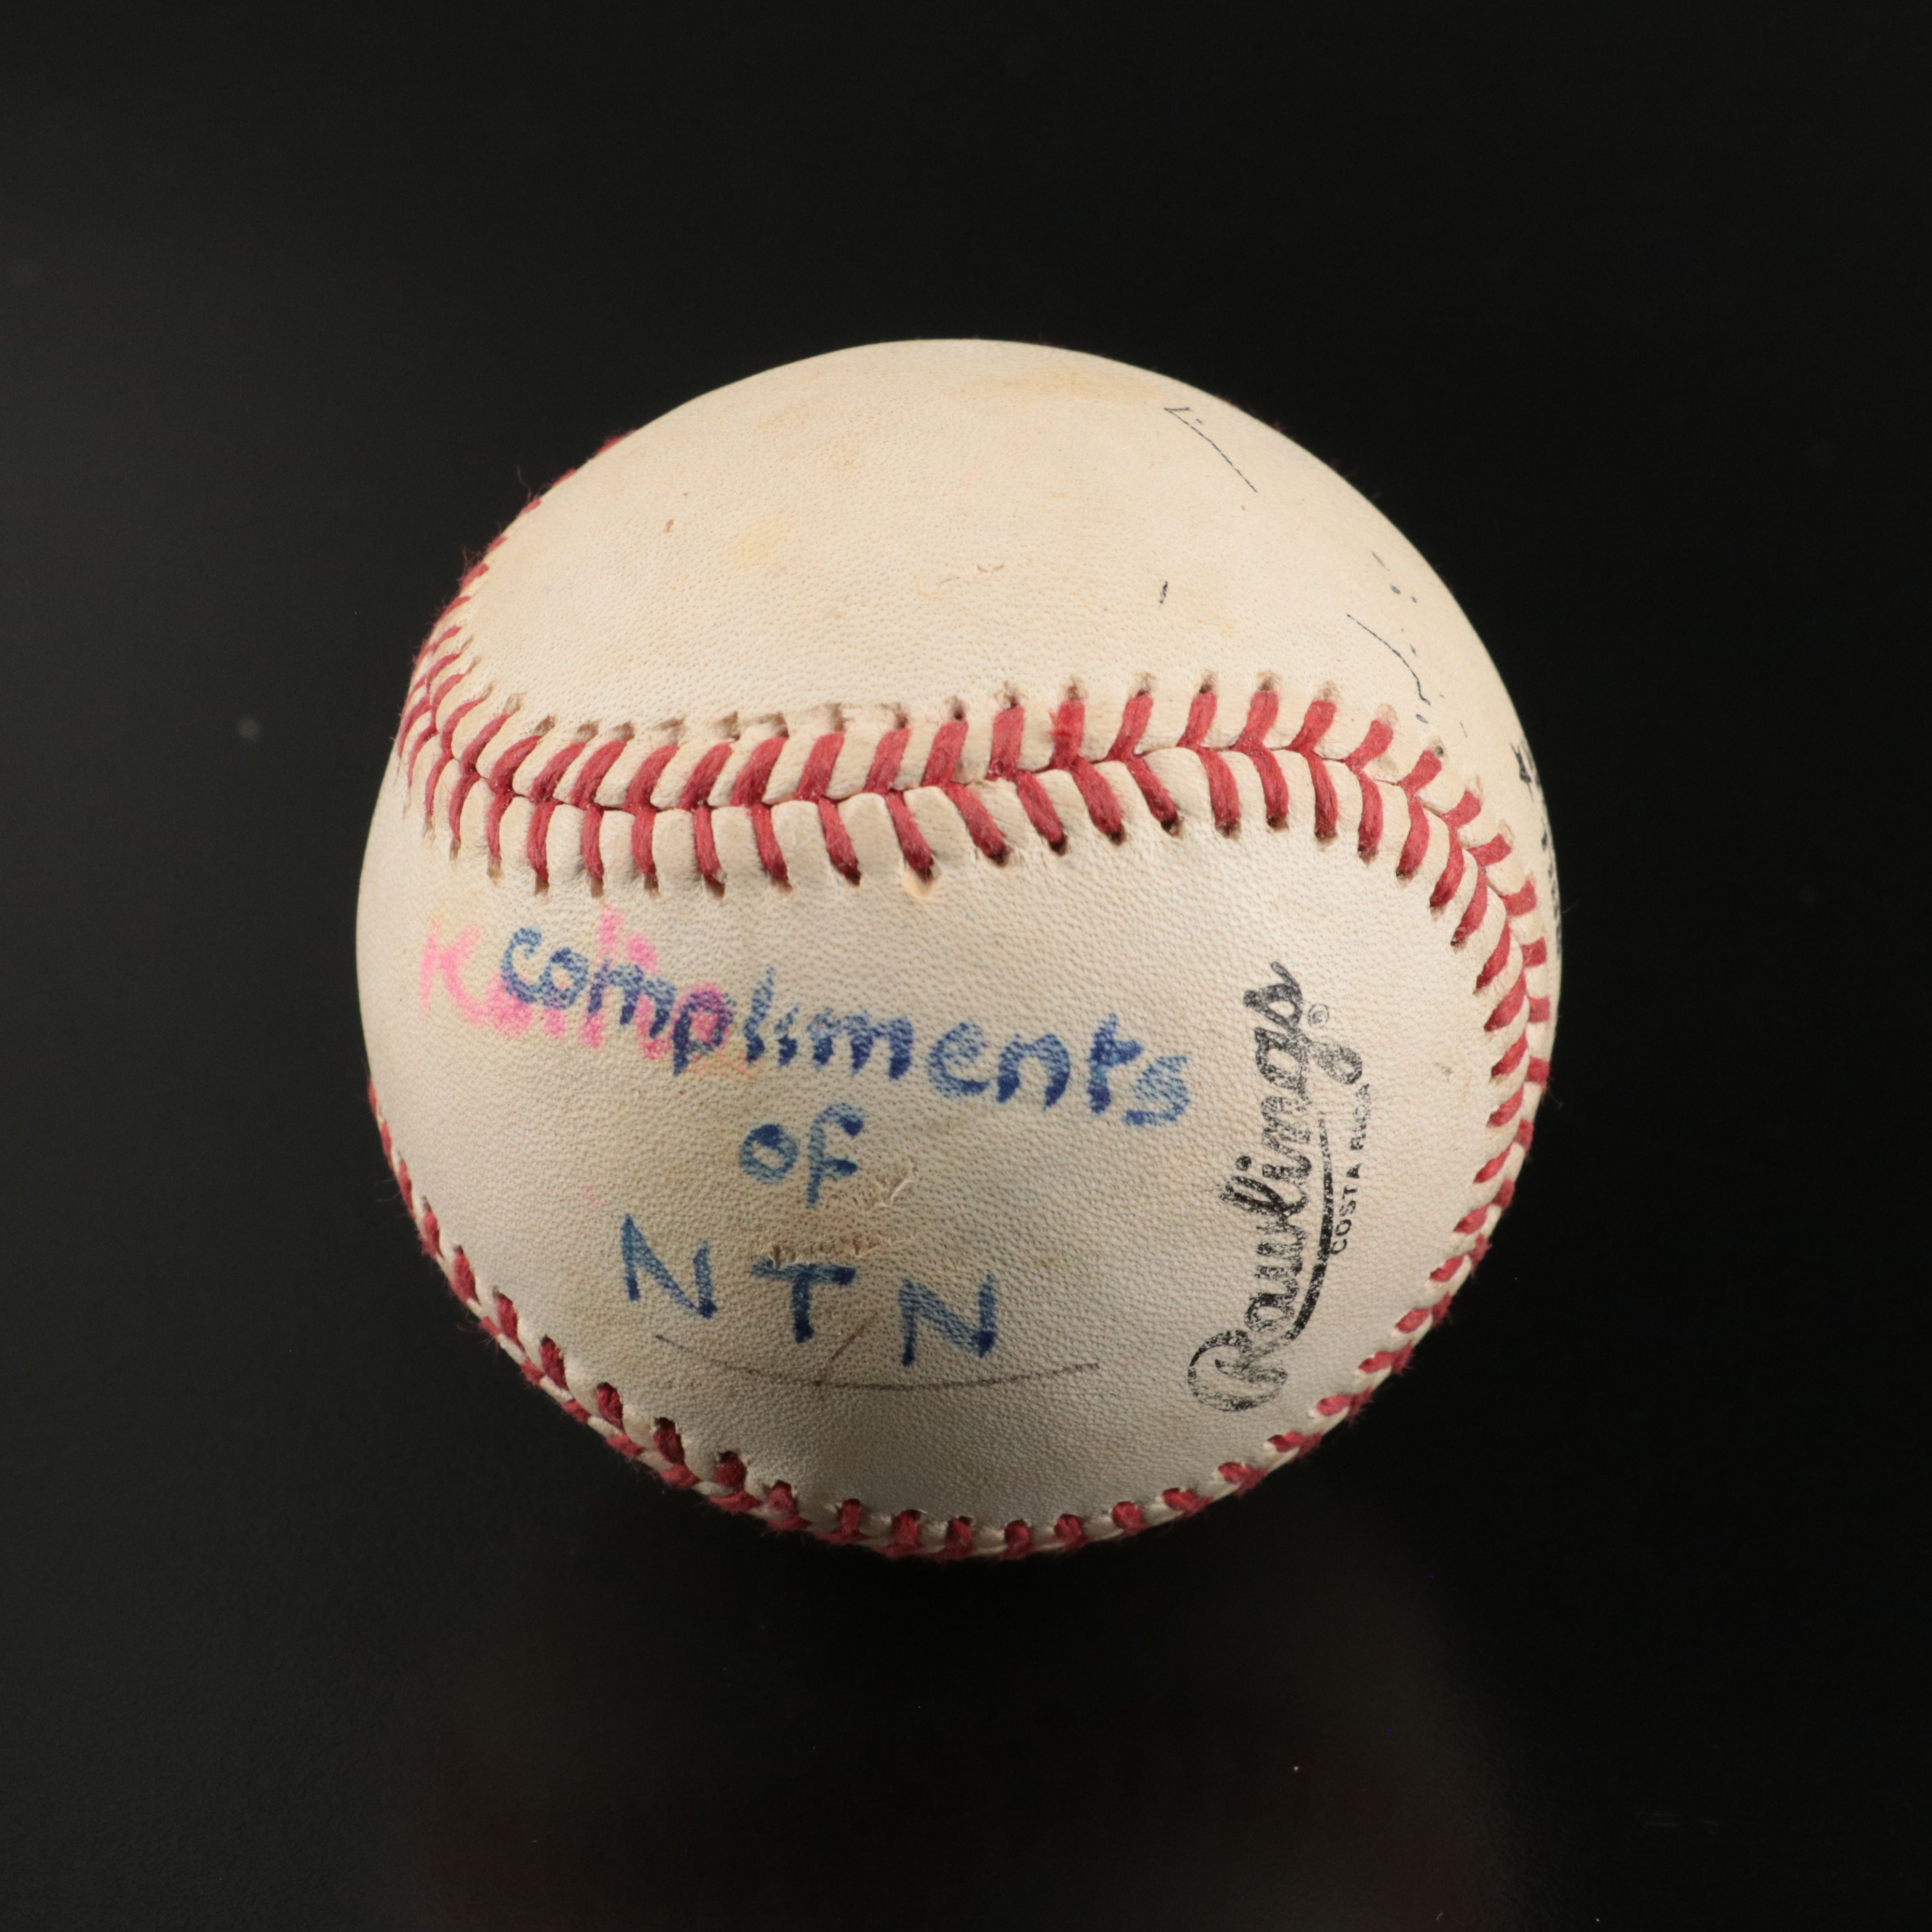 compliments
of
NTN
Rawlings®
COSTA RICA